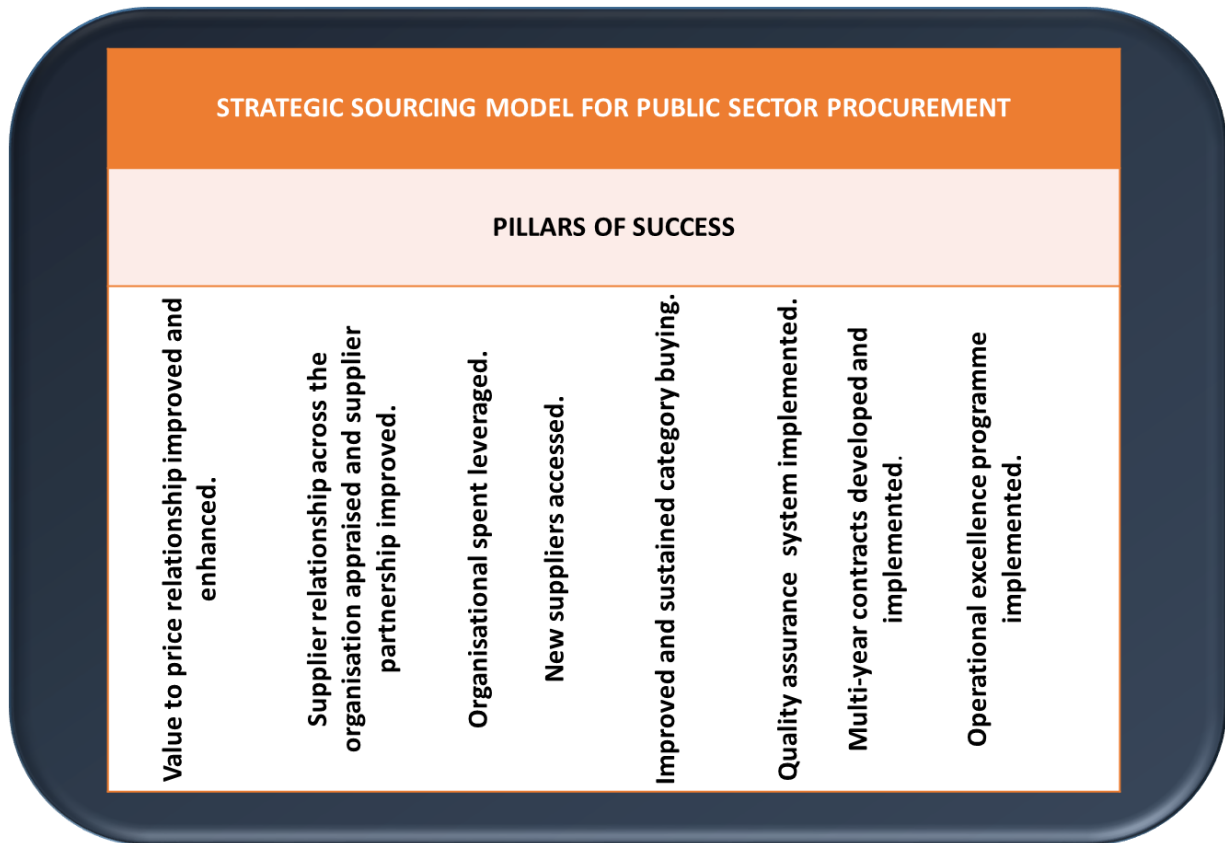 STRATEGIC SOURCING MODEL FOR PUBLIC SECTOR PROCUREMENT
PILLARS OF SUCCESS
Value to price relationship improved and
enhanced.
Supplier relationship across the
organisation appraised and supplier
partnership improved.
Organisational spent leveraged.
New suppliers accessed.
Improved and sustained category buying.
Quality assurance system implemented.
Multi-year contracts developed and
implemented.
Operational excellence programme
implemented.